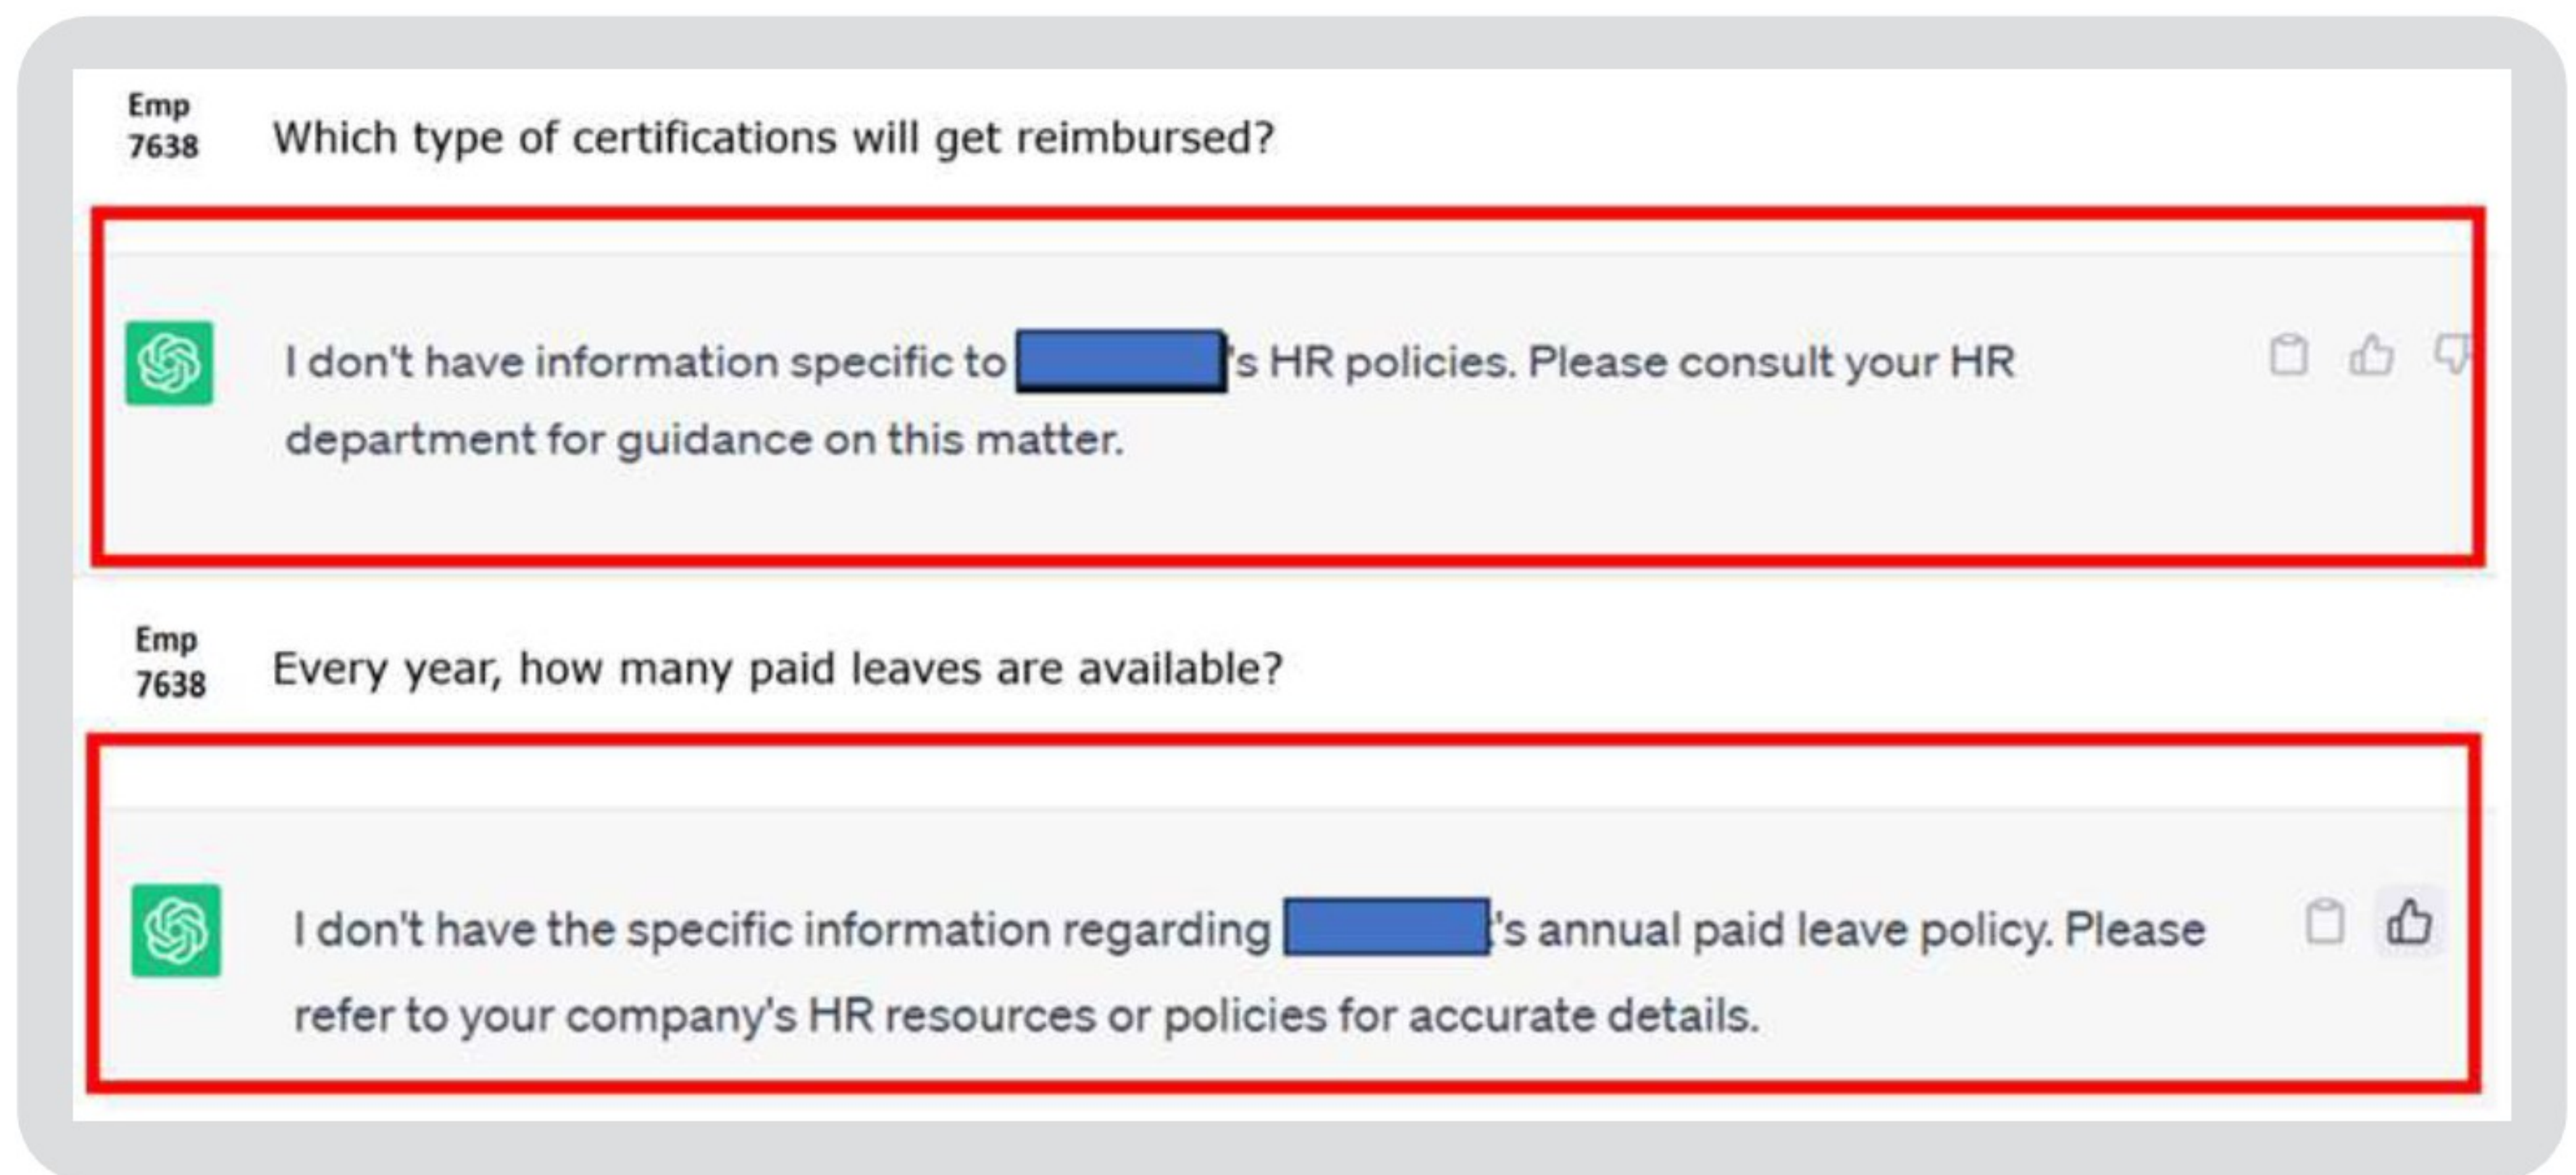 Emp
7638
Which type of certifications will get reimbursed?
I don't have information specific to 's HR policies. Please consult your HR
department for guidance on this matter.
Emp
7638
Every year, how many paid leaves are available?
I don't have the specific information regarding 's annual paid leave policy. Please
refer to your company's HR resources or policies for accurate details.